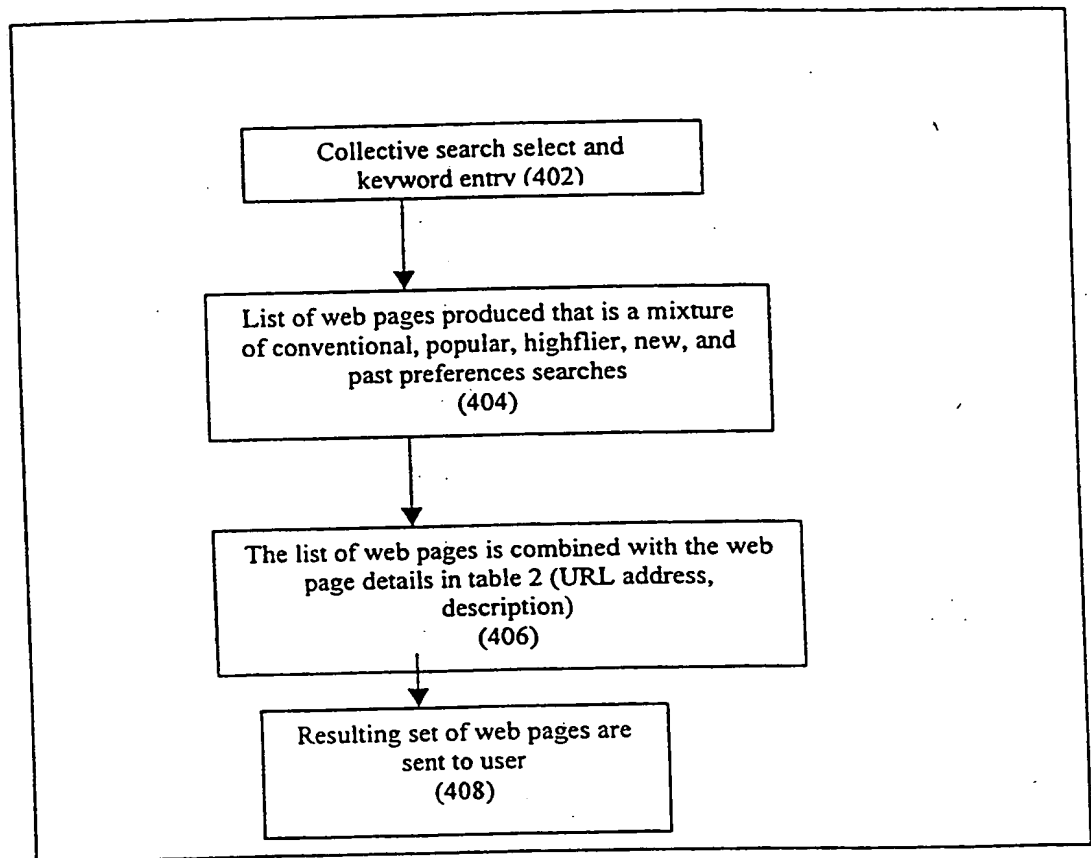 Collective search select and
keyword entry (402)
List of web pages produced that is a mixture
of conventional, popular, highflier, new, and
past preferences searches
(404)
The list of web pages is combined with the web
page details in table 2 (URL address,
description)
(406)
Resulting set of web pages are
sent to user
(408)